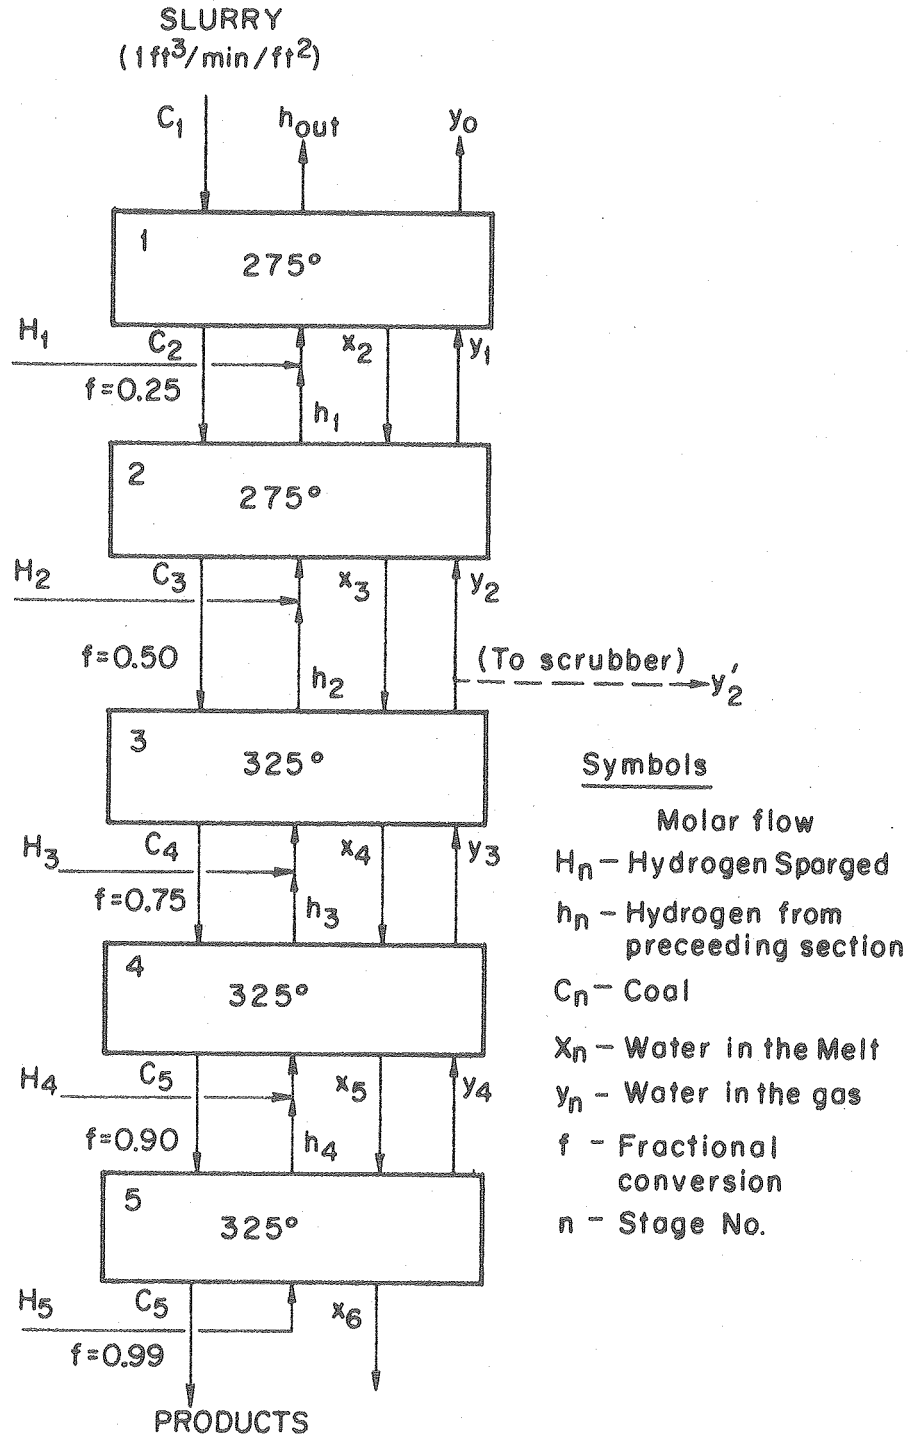 SLURRY
(1ft³/min/ft²)
C₁
h_out
y₀
1
275°
H₁
C₂
x₂
y₁
f=0.25
h₁
2
275°
H₂
C₃
x₃
y₂
f=0.50
(To scrubber)
y₂'
h₂
3
325°
Symbols
Molar flow
Hₙ – Hydrogen Sparged
hₙ – Hydrogen from
preceeding section
Cₙ – Coal
Xₙ – Water in the Melt
yₙ – Water in the gas
f – Fractional
conversion
n – Stage No.
H₃
C₄
x₄
y₃
f=0.75
h₃
4
325°
H₄
C₅
x₅
y₄
f=0.90
h₄
5
325°
H₅
C₅
x₆
f=0.99
PRODUCTS